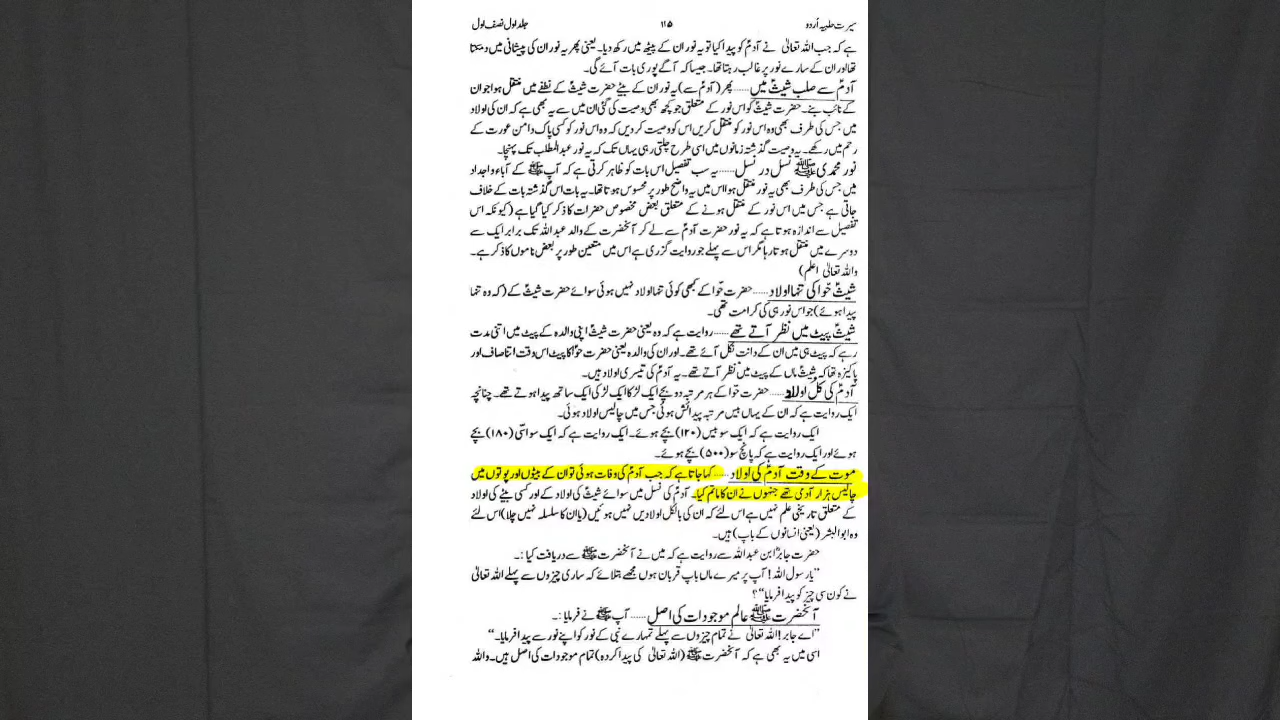 سیرت حلبیہ اُردو ۱۱۵ جلد اول نصف اول
ہے کہ جب اللہ تعالیٰ نے آدمؑ کو پیدا کیا تو یہ نور ان کے پیٹھ میں رکھ دیا۔ یعنی پھر یہ نور ان کی پیشانی میں
تھا اور ان کے سارے نور پر غالب رہتا تھا۔ جیسا کہ آگے پوری بات آئے گی۔
آدمؑ سے صلب شیثؑ میں...... پھر (آدمؑ سے) یہ نور ان کے بیٹے حضرت شیثؑ کے نطفے میں منتقل ہوا جو ان
کے نائب بنے۔ حضرت شیثؑ کو اس نور کے متعلق جو کچھ بھی وصیت کی گئی ان میں سے یہ بھی ہے کہ ان کی اولاد
میں جس کی طرف بھی وہ اس نور کو منتقل کریں اس کو وصیت کر دیں کہ وہ اس نور کو کسی پاک دامن عورت کے
رحم میں رکھے۔ یہ وصیت گذشتہ زمانوں میں اسی طرح چلتی رہی یہاں تک کہ یہ نور عبدالمطلب تک پہنچا۔
نور محمدی ﷺ نسل در نسل...... یہ سب تفصیل اس بات کو ظاہر کرتی ہے کہ آپ ﷺ کے آباء و اجداد
میں جس کی طرف بھی یہ نور منتقل ہوا اس میں یہ واضح طور پر محسوس ہوتا تھا۔ یہ بات اس گذشتہ بات کے خلاف
جاتی ہے جس میں اس نور کے منتقل ہونے کے متعلق بعض مخصوص حضرات کا ذکر کیا گیا ہے (کیونکہ اس
تفصیل سے اندازہ ہوتا ہے کہ یہ نور حضرت آدمؑ سے لے کر آنحضرت کے والد عبداللہ تک برابر ایک سے
دوسرے میں منتقل ہوتا رہا مگر اس سے پہلے جو روایت گزری ہے اس میں متعین طور پر بعض ناموں کا ذکر ہے۔
واللہ تعالیٰ اعلم)
شیثؑ حوّا کی تنہا اولاد...... حضرت حوّا کے کبھی کوئی تنہا اولاد نہیں ہوئی سوائے حضرت شیثؑ کے (کہ وہ تنہا
پیدا ہوئے) جو اس نور ہی کی کرامت تھی۔
شیثؑ پیٹ میں نظر آتے تھے...... روایت ہے کہ وہ یعنی حضرت شیثؑ اپنی والدہ کے پیٹ میں اتنی مدت
رہے کہ پیٹ ہی میں ان کے دانت نکل آئے تھے۔ اور ان کی والدہ یعنی حضرت حوّا کا پیٹ اس وقت اتنا صاف اور
پاکیزہ تھا کہ شیثؑ ماں کے پیٹ میں نظر آتے تھے۔ یہ آدمؑ کی تیسری اولاد ہیں۔
آدمؑ کی کل اولاد...... حضرت حوّا کے ہر مرتبہ دو بچے ایک لڑکا ایک لڑکی ایک ساتھ پیدا ہوتے تھے۔ چنانچہ
ایک روایت ہے کہ ان کے یہاں بیس مرتبہ پیدائش ہوئی جس میں چالیس اولاد ہوئی۔
ایک روایت ہے کہ ایک سو بیس (۱۲۰) بچے ہوئے۔ ایک روایت ہے کہ ایک سو اسّی (۱۸۰) بچے
ہوئے اور ایک روایت ہے کہ پانچ سو (۵۰۰) بچے ہوئے۔
موت کے وقت آدمؑ کی اولاد...... کہا جاتا ہے کہ جب آدمؑ کی وفات ہوئی تو ان کے بیٹوں اور پوتوں میں
چالیس ہزار آدمی تھے جنہوں نے ان کا ماتم کیا۔ آدمؑ کی نسل میں سوائے شیثؑ کی اولاد کے اور کسی بیٹے کی اولاد
کے متعلق تاریخی علم نہیں ہے اس لئے کہ ان کی بالکل اولادیں نہیں ہوئیں (یا ان کا سلسلہ نہیں چلا) اس لئے
وہ ابوالبشر (یعنی انسانوں کے باپ) ہیں۔
حضرت جابرؓ ابن عبداللہ سے روایت ہے کہ میں نے آنحضرت ﷺ سے دریافت کیا:۔
"یا رسول اللہ! آپ پر میرے ماں باپ قربان ہوں مجھے بتلائے کہ ساری چیزوں سے پہلے اللہ تعالیٰ
نے کون سی چیز کو پیدا فرمایا"؟
آنحضرت ﷺ عالم موجودات کی اصل...... آپ ﷺ نے فرمایا:۔
"اے جابر! اللہ تعالیٰ نے تمام چیزوں سے پہلے تمہارے نبی کے نور کو اپنے نور سے پیدا فرمایا۔"
اسی میں یہ بھی ہے کہ آنحضرت ﷺ (اللہ تعالیٰ کی پیدا کردہ) تمام موجودات کی اصل ہیں۔ واللہ